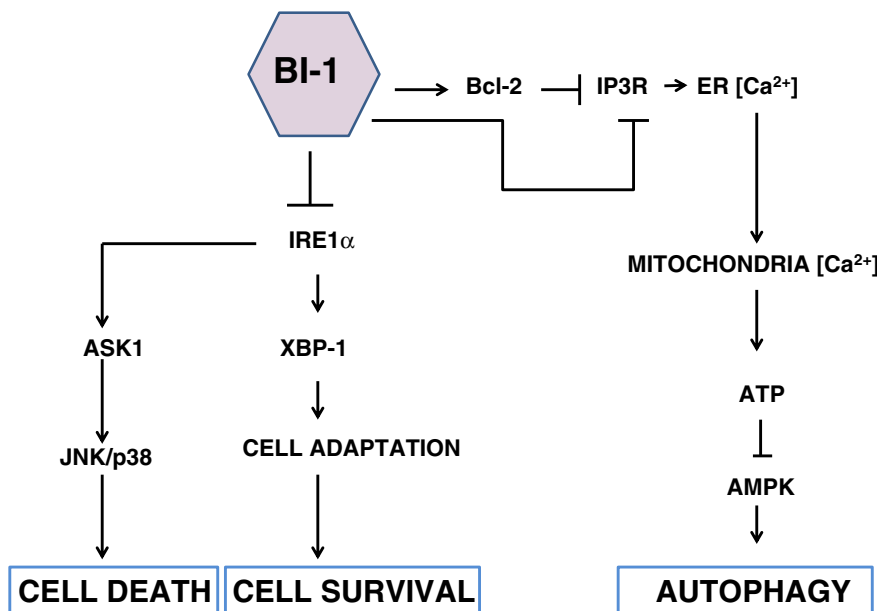 BI-1
Bcl-2
IP3R
ER [Ca²⁺]
IRE1α
MITOCHONDRIA [Ca²⁺]
ASK1
XBP-1
ATP
JNK/p38
CELL ADAPTATION
AMPK
CELL DEATH
CELL SURVIVAL
AUTOPHAGY